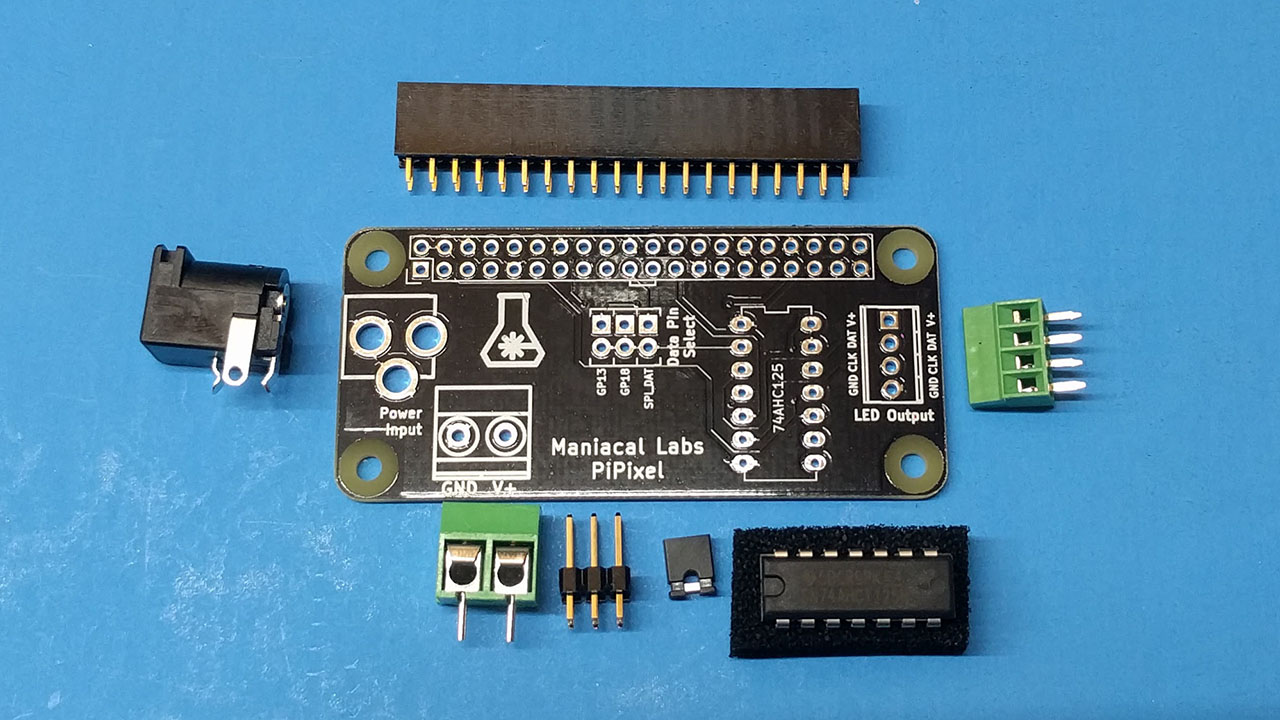 Data Pin
Select
GP13
GP18
SPI_DAT
74AHC125
GND CLK DAT V+
GND CLK DAT V+
LED Output
Power
Input
GND V+
Maniacal Labs
PiPixel